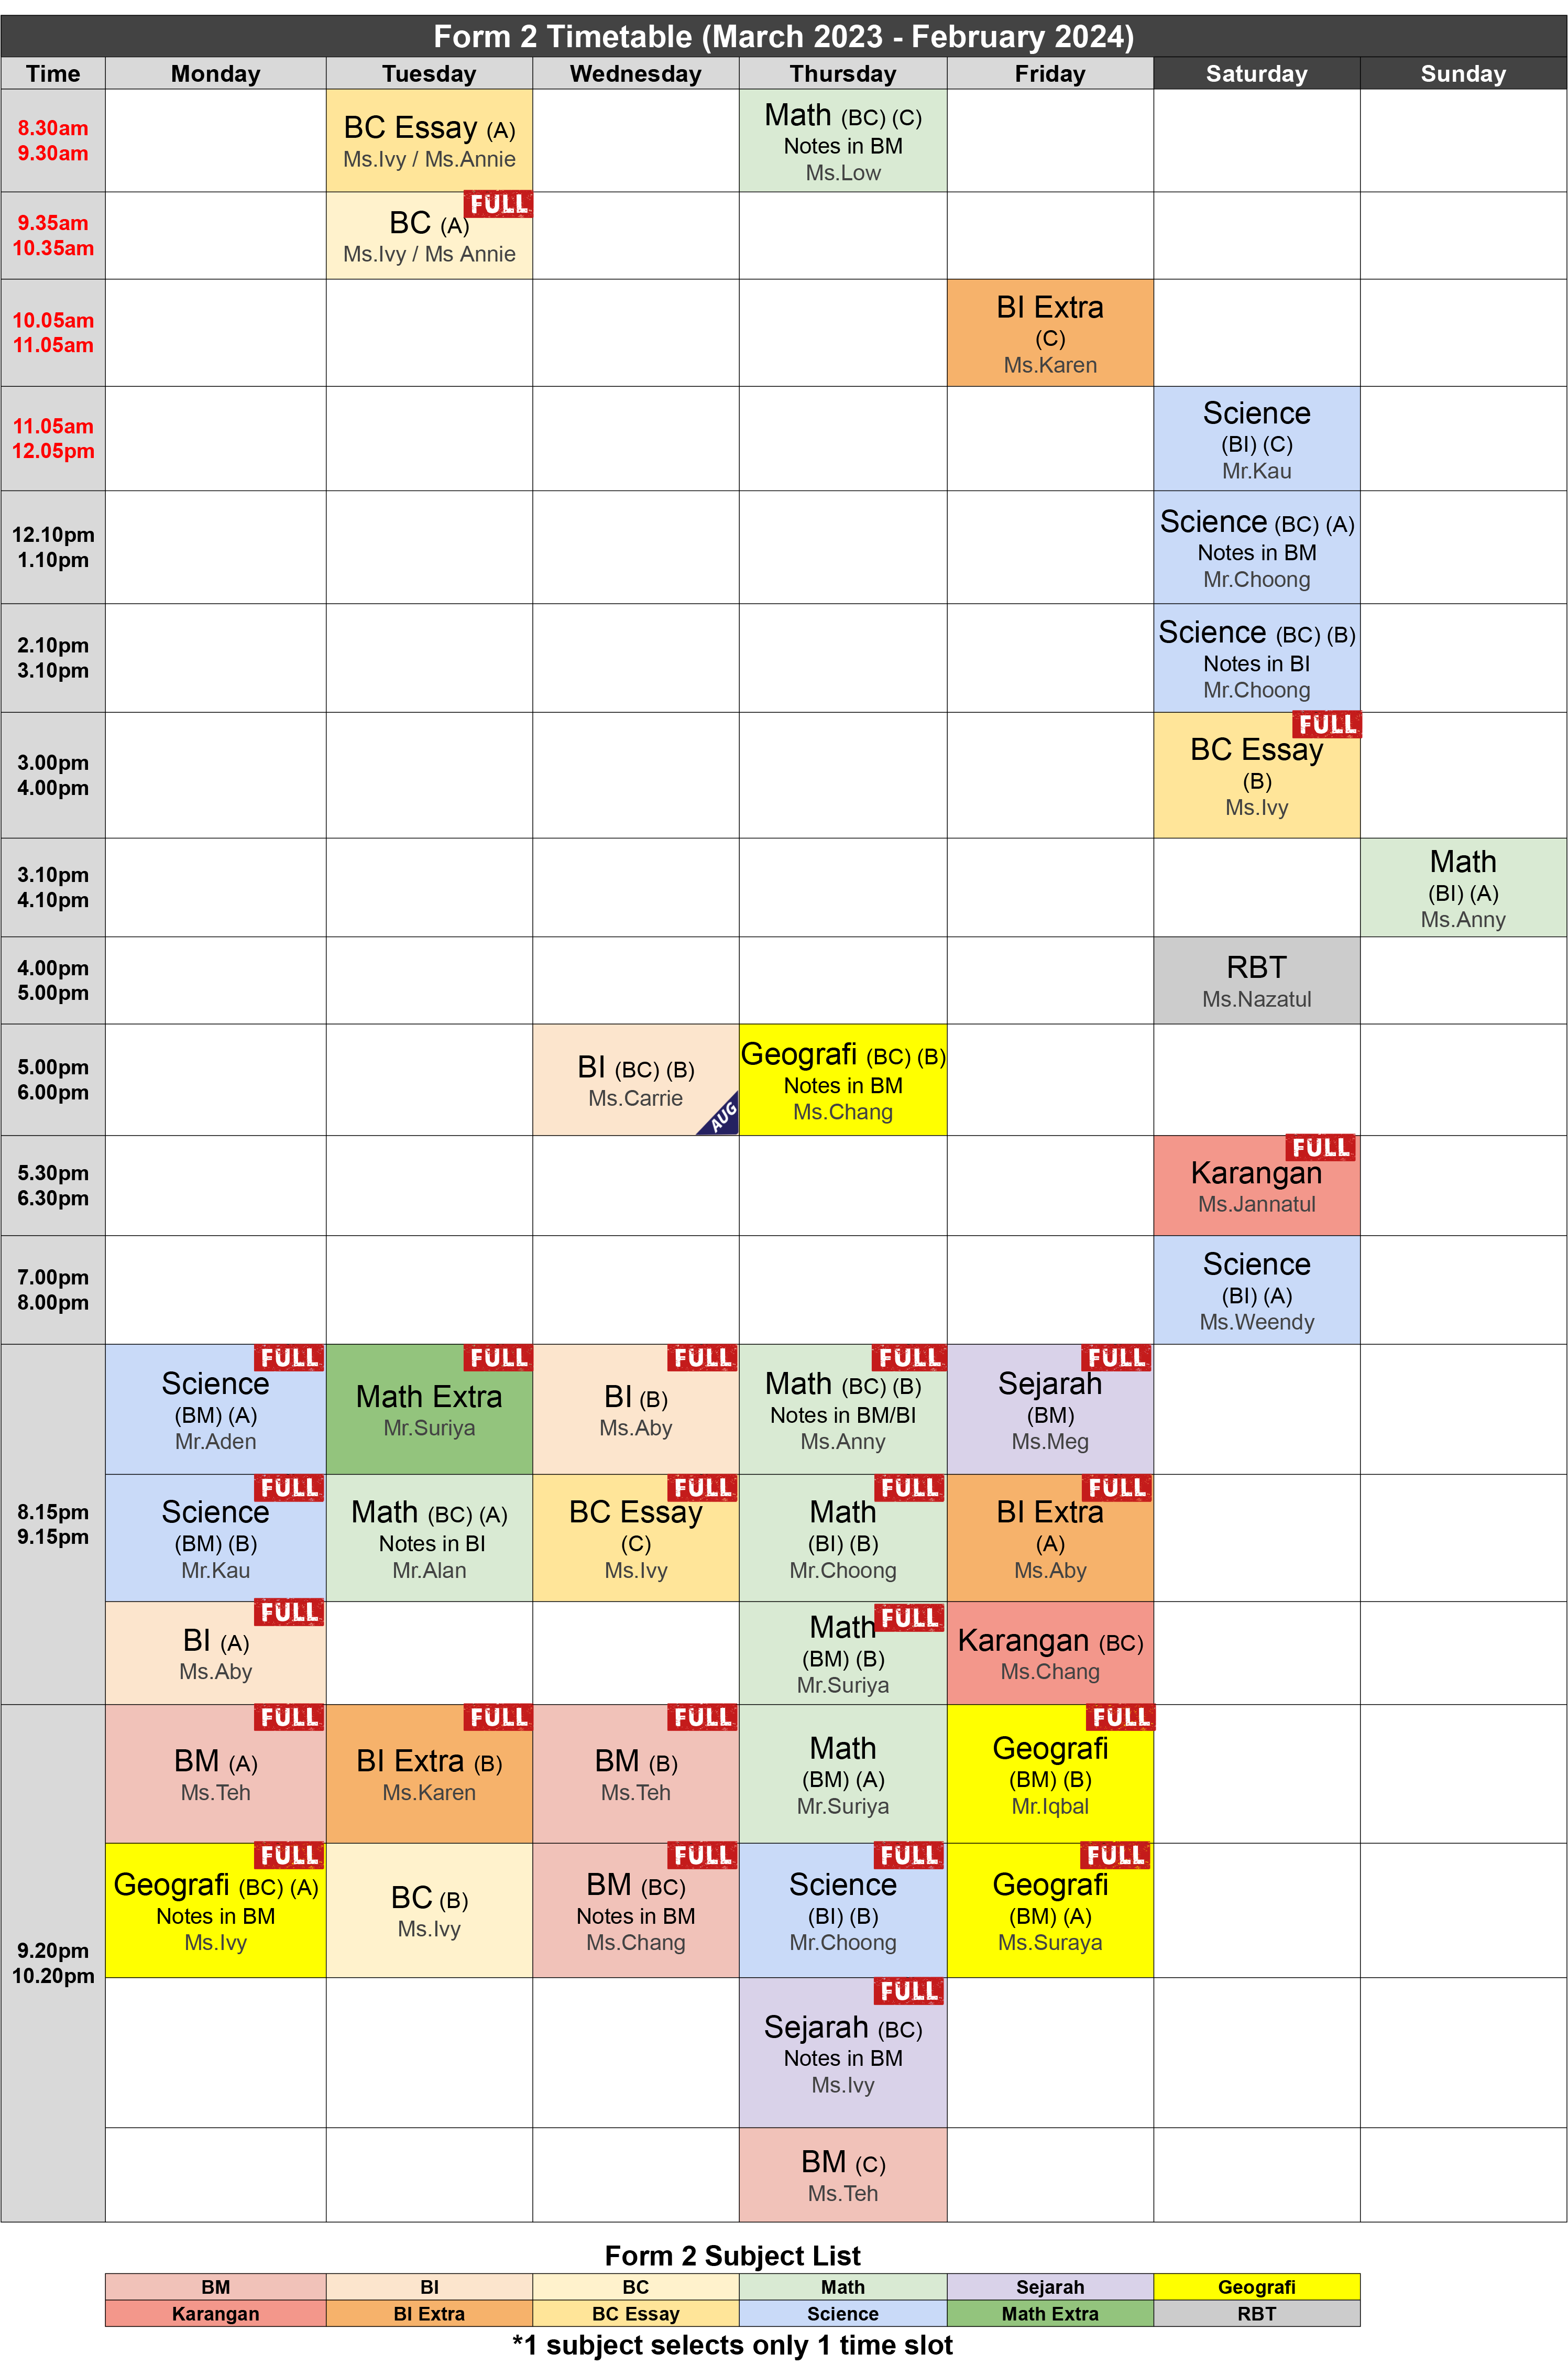 Form 2 Timetable (March 2023 - February 2024)
Time Monday Tuesday Wednesday Thursday Friday Saturday Sunday
8.30am
9.30am
BC Essay (A)
Ms.Ivy / Ms.Annie
Math (BC) (C)
Notes in BM
Ms.Low
9.35am
10.35am
FULL
BC (A)
Ms.Ivy / Ms Annie
10.05am
11.05am
BI Extra
(C)
Ms.Karen
11.05am
12.05pm
Science
(BI) (C)
Mr.Kau
12.10pm
1.10pm
Science (BC) (A)
Notes in BM
Mr.Choong
2.10pm
3.10pm
Science (BC) (B)
Notes in BI
Mr.Choong
3.00pm
4.00pm
FULL
BC Essay
(B)
Ms.Ivy
3.10pm
4.10pm
Math
(BI) (A)
Ms.Anny
4.00pm
5.00pm
RBT
Ms.Nazatul
5.00pm
6.00pm
BI (BC) (B)
Ms.Carrie
AUG
Geografi (BC) (B)
Notes in BM
Ms.Chang
5.30pm
6.30pm
FULL
Karangan
Ms.Jannatul
7.00pm
8.00pm
Science
(BI) (A)
Ms.Weendy
8.15pm
9.15pm
FULL
Science
(BM) (A)
Mr.Aden
FULL
Math Extra
Mr.Suriya
FULL
BI (B)
Ms.Aby
FULL
Math (BC) (B)
Notes in BM/BI
Ms.Anny
FULL
Sejarah
(BM)
Ms.Meg
FULL
Science
(BM) (B)
Mr.Kau
Math (BC) (A)
Notes in BI
Mr.Alan
FULL
BC Essay
(C)
Ms.Ivy
FULL
Math
(BI) (B)
Mr.Choong
FULL
BI Extra
(A)
Ms.Aby
FULL
BI (A)
Ms.Aby
FULL
Math
(BM) (B)
Mr.Suriya
Karangan (BC)
Ms.Chang
9.20pm
10.20pm
FULL
BM (A)
Ms.Teh
FULL
BI Extra (B)
Ms.Karen
FULL
BM (B)
Ms.Teh
Math
(BM) (A)
Mr.Suriya
FULL
Geografi
(BM) (B)
Mr.Iqbal
FULL
Geografi (BC) (A)
Notes in BM
Ms.Ivy
BC (B)
Ms.Ivy
FULL
BM (BC)
Notes in BM
Ms.Chang
FULL
Science
(BI) (B)
Mr.Choong
FULL
Geografi
(BM) (A)
Ms.Suraya
FULL
Sejarah (BC)
Notes in BM
Ms.Ivy
BM (C)
Ms.Teh
Form 2 Subject List
BM BI BC Math Sejarah Geografi
Karangan BI Extra BC Essay Science Math Extra RBT
*1 subject selects only 1 time slot